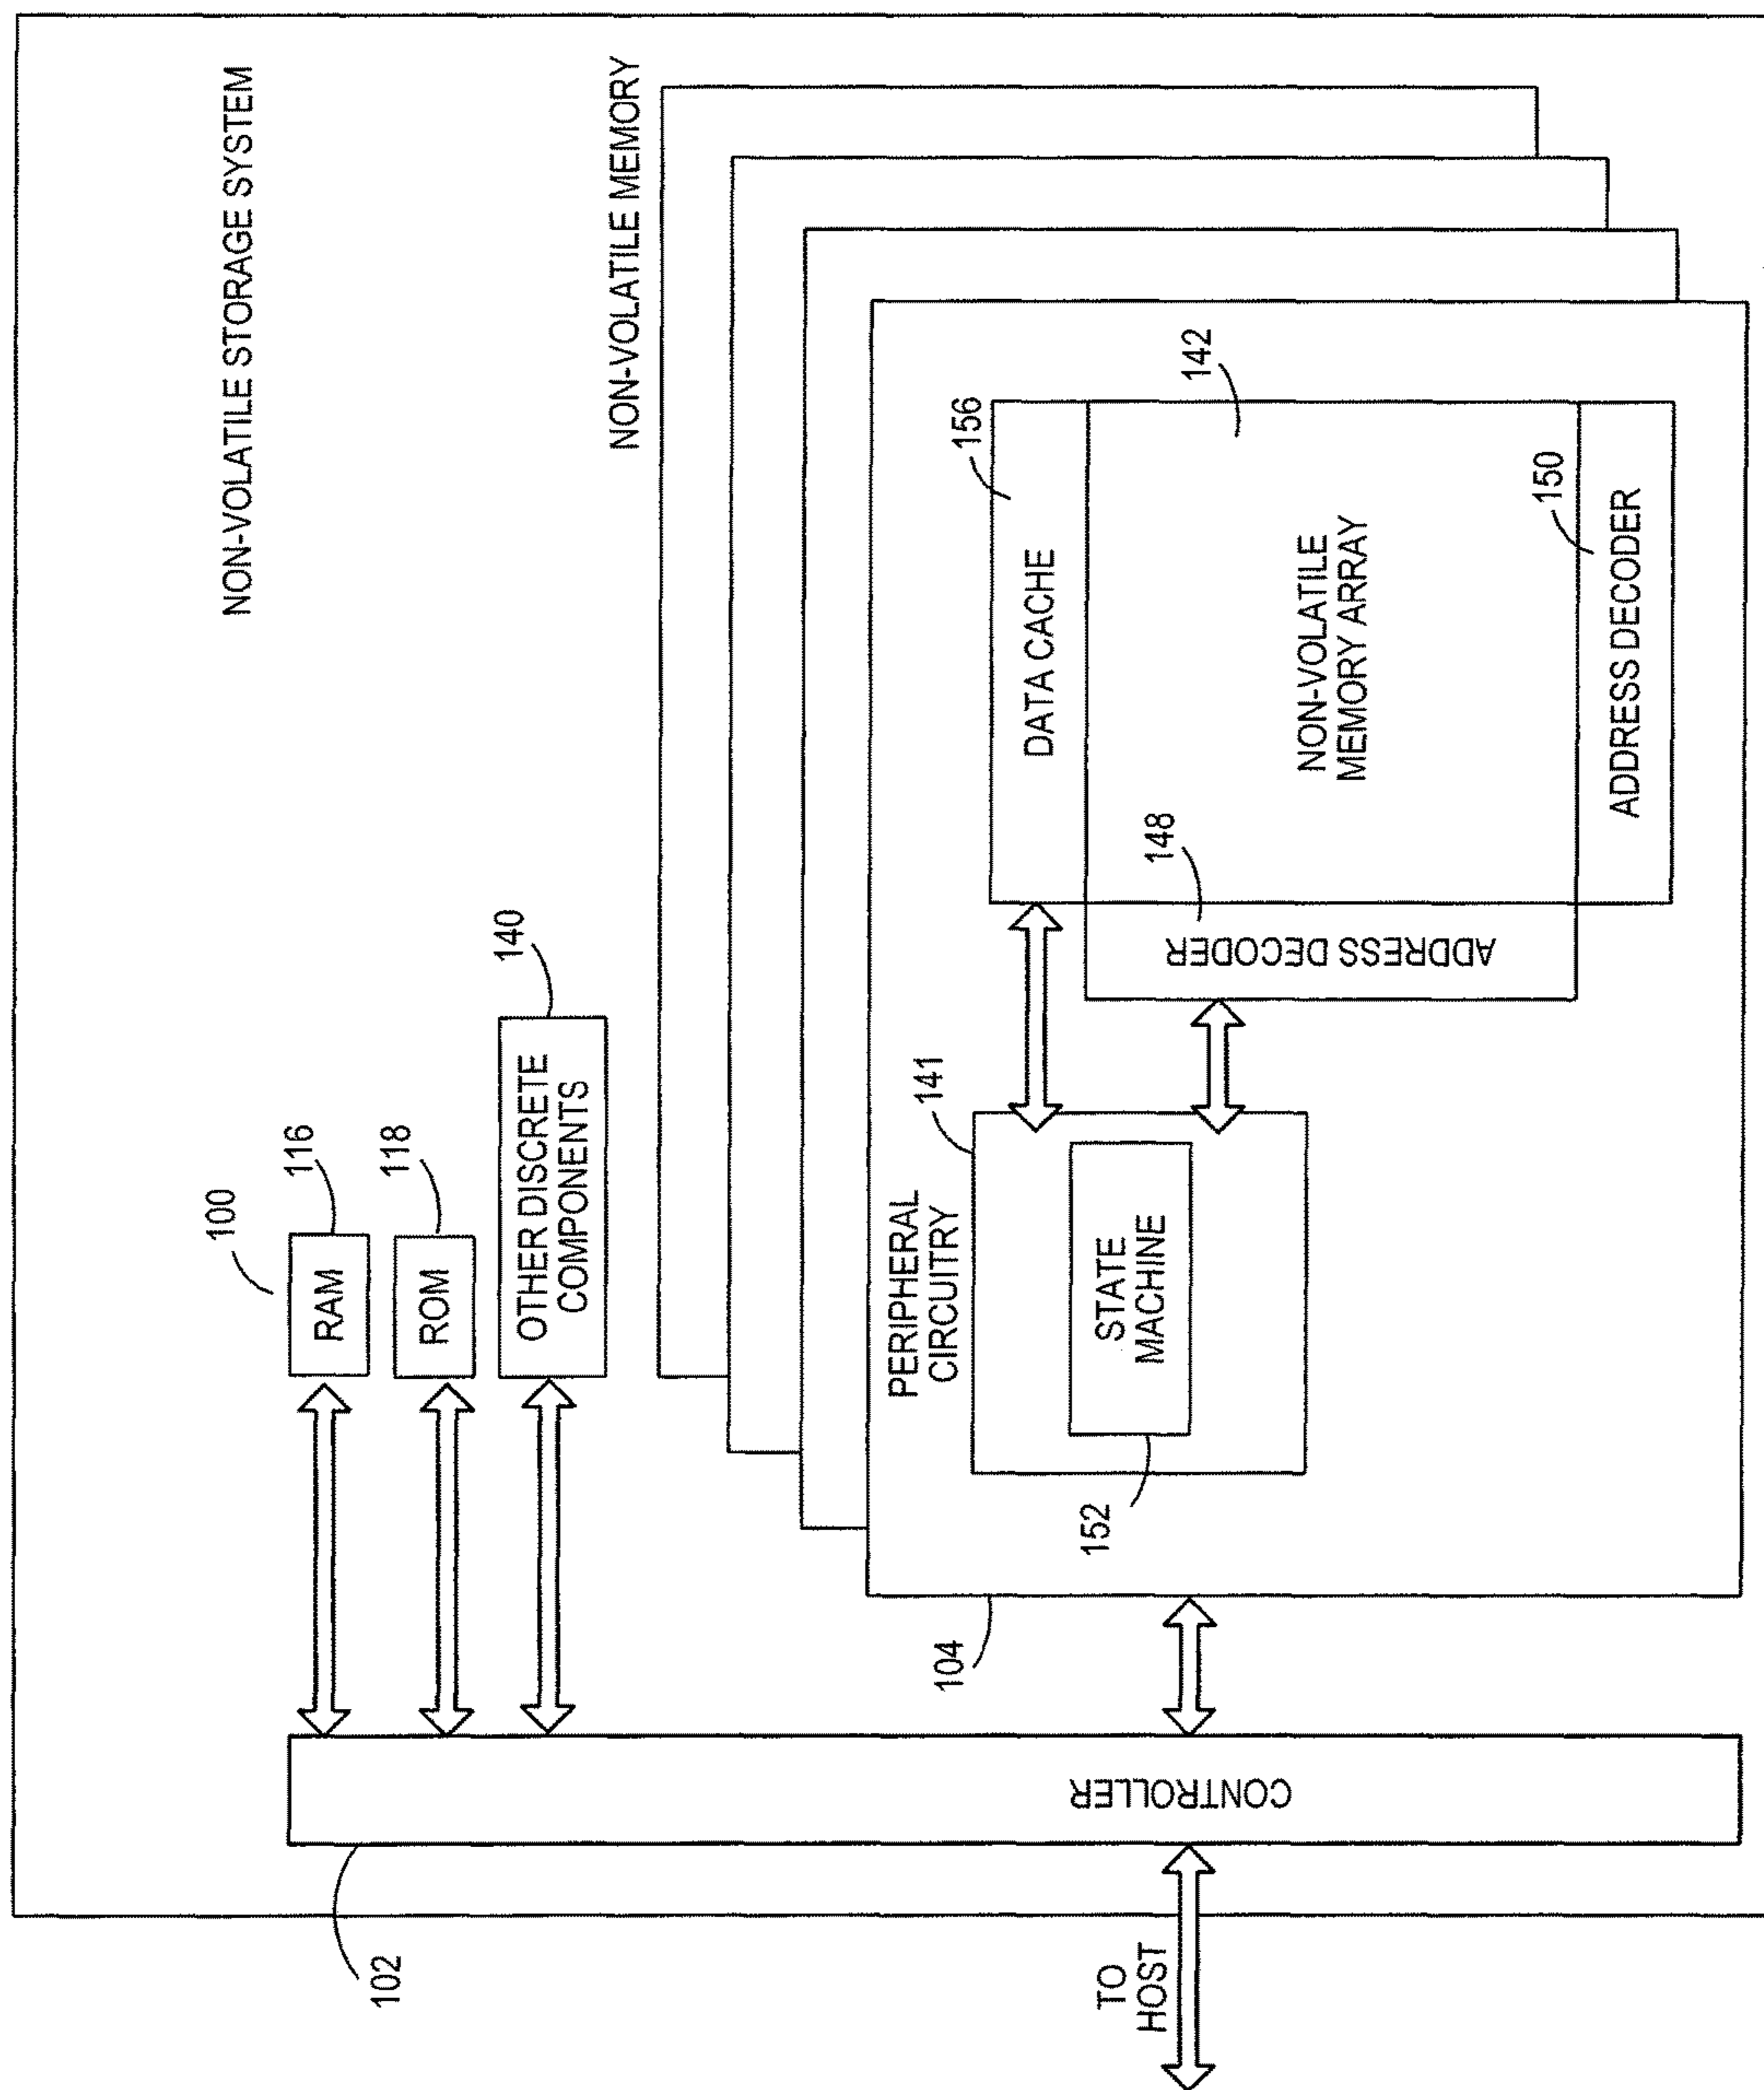 NON-VOLATILE STORAGE SYSTEM
100
116
RAM
118
ROM
140
OTHER DISCRETE
COMPONENTS
NON-VOLATILE MEMORY
102
CONTROLLER
TO
HOST
104
PERIPHERAL
CIRCUITRY
141
STATE
MACHINE
152
156
DATA CACHE
142
NON-VOLATILE
MEMORY ARRAY
148
ADDRESS DECODER
150
ADDRESS DECODER